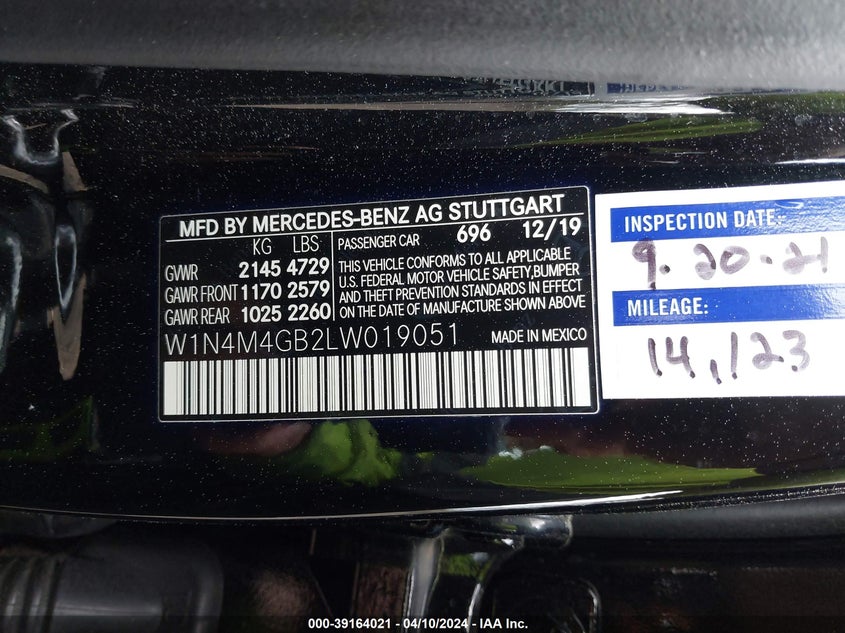 MFD BY MERCEDES-BENZ AG STUTTGART
KG LBS
GVWR 2145 4729
GAWR FRONT 1170 2579
GAWR REAR 1025 2260
PASSENGER CAR 696 12/19
THIS VEHICLE CONFORMS TO ALL APPLICABLE
U.S. FEDERAL MOTOR VEHICLE SAFETY,BUMPER
AND THEFT PREVENTION STANDARDS IN EFFECT
ON THE DATE OF MANUFACTURE SHOWN ABOVE
W1N4M4GB2LW019051 MADE IN MEXICO
INSPECTION DATE:
9.20.21
MILEAGE:
14,123
000-39164021 - 04/10/2024 - IAA Inc.